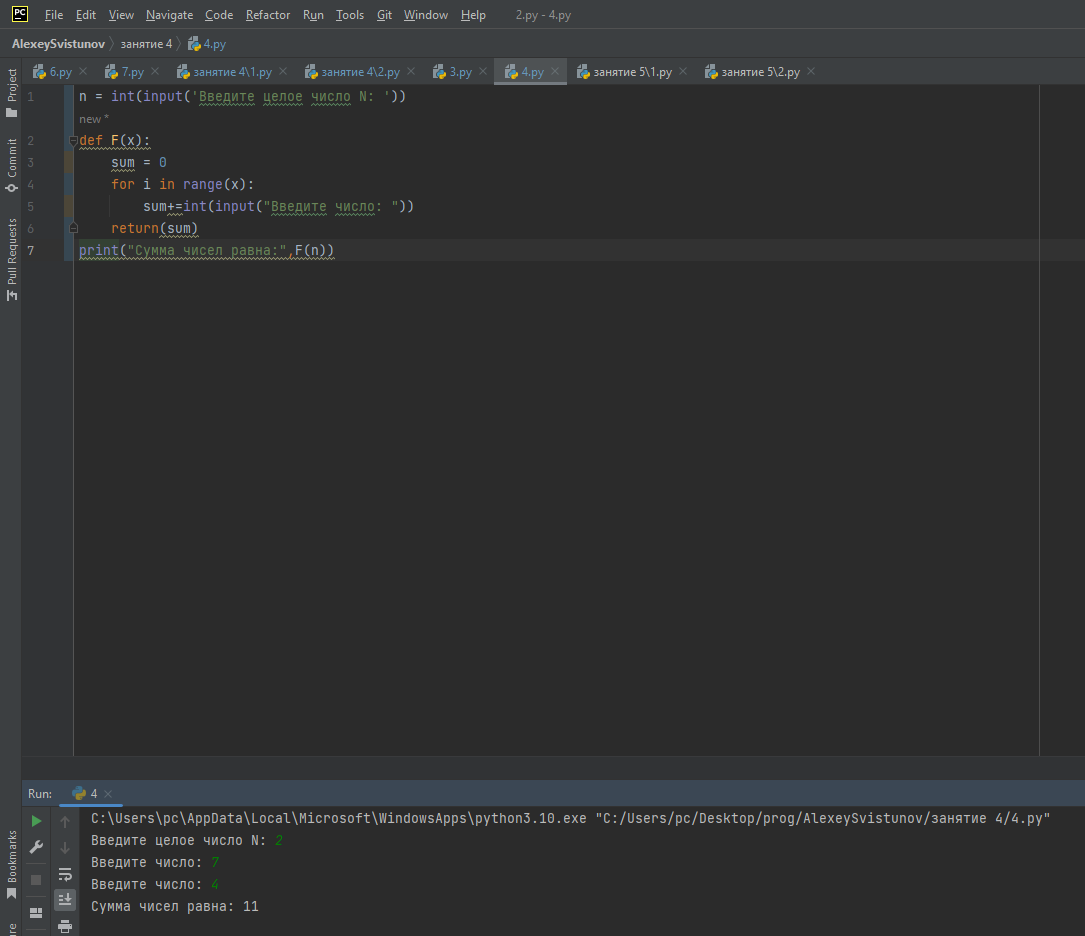 PC File Edit View Navigate Code Refactor Run Tools Git Window Help 2.py - 4.py
AlexeySvistunov занятие 4 4.py
6.py 7.py занятие 4\1.py занятие 4\2.py 3.py 4.py занятие 5\1.py занятие 5\2.py
Project
Commit
Pull Requests
1 n = int(input('Введите целое число N: '))
new *
2 def F(x):
3 sum = 0
4 for i in range(x):
5 sum+=int(input("Введите число: "))
6 return(sum)
7 print("Сумма чисел равна:",F(n))
Run: 4
C:\Users\pc\AppData\Local\Microsoft\WindowsApps\python3.10.exe "C:/Users/pc/Desktop/prog/AlexeySvistunov/занятие 4/4.py"
Введите целое число N: 2
Введите число: 7
Введите число: 4
Сумма чисел равна: 11
Bookmarks